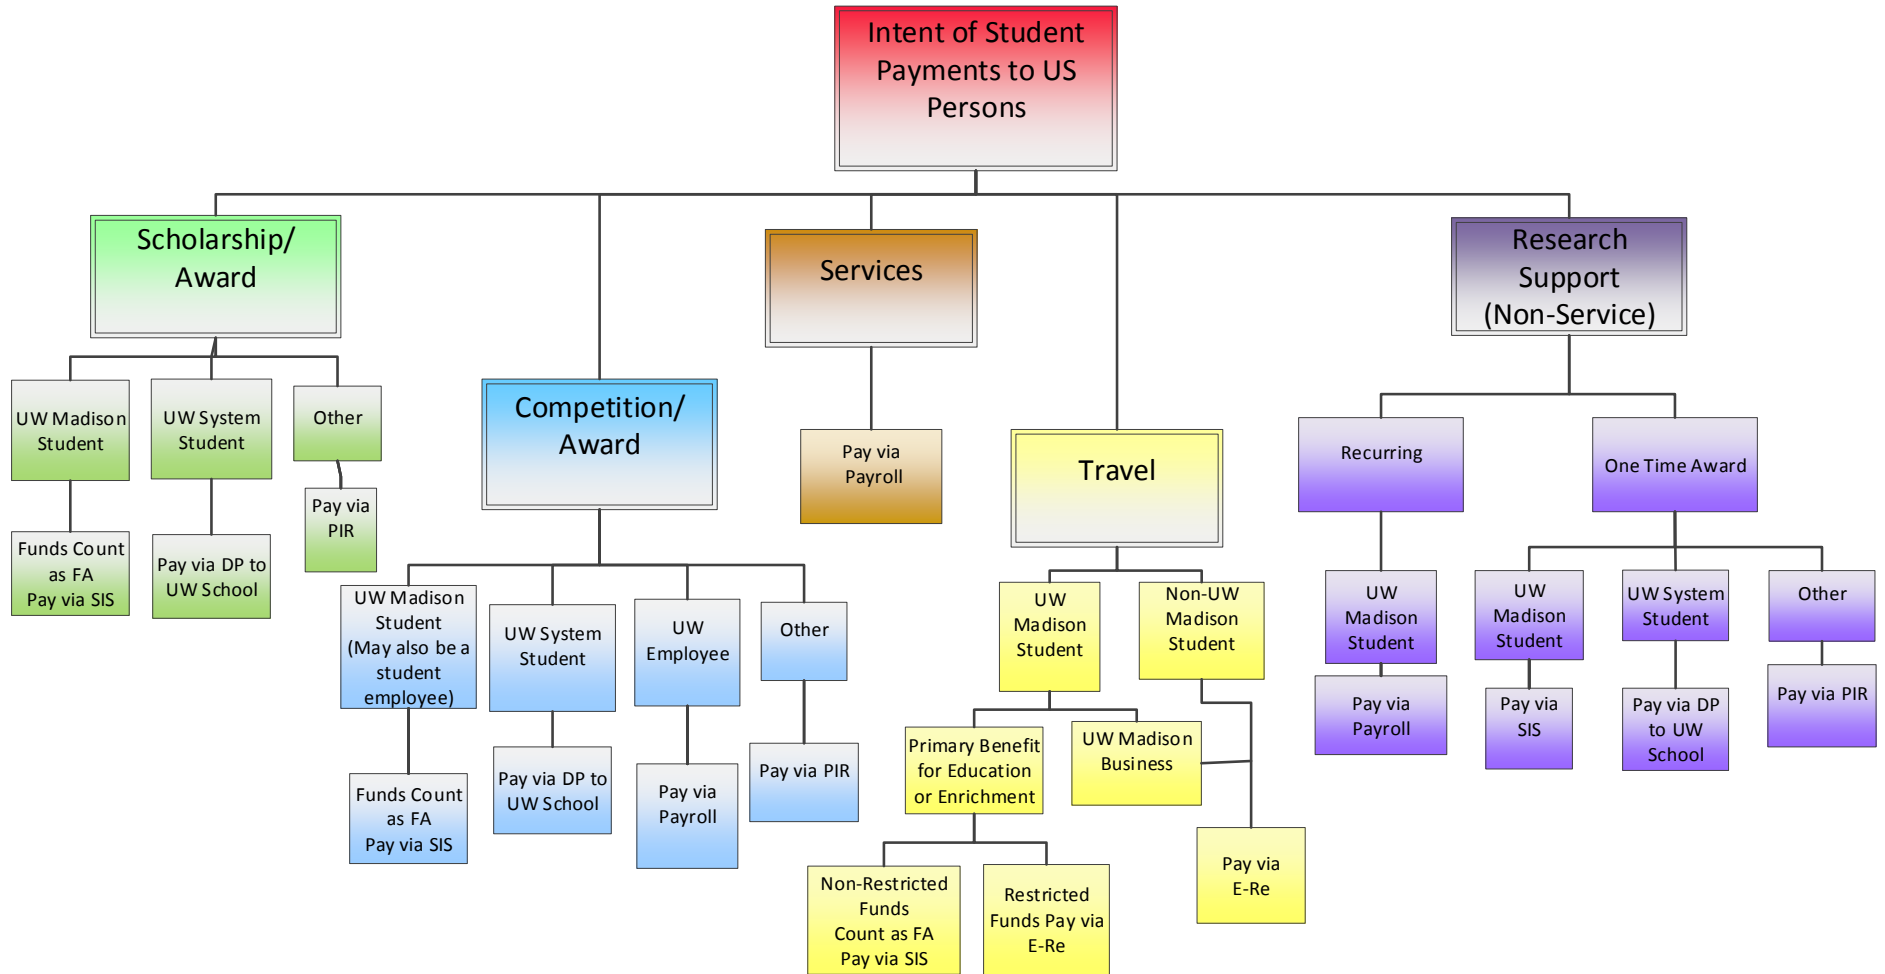 Intent of Student
Payments to US
Persons
Scholarship/
Award
UW Madison
Student
Funds Count
as FA
Pay via SIS
UW System
Student
Pay via DP to
UW School
Other
Pay via
PIR
Competition/
Award
UW Madison
Student
(May also be a
student
employee)
Funds Count
as FA
Pay via SIS
UW System
Student
Pay via DP to
UW School
UW
Employee
Pay via
Payroll
Other
Pay via PIR
Services
Pay via
Payroll
Travel
UW
Madison
Student
Primary Benefit
for Education
or Enrichment
Non-Restricted
Funds
Count as FA
Pay via SIS
Restricted
Funds Pay via
E-Re
UW Madison
Business
Non-UW
Madison
Student
Pay via
E-Re
Research
Support
(Non-Service)
Recurring
UW
Madison
Student
Pay via
Payroll
One Time Award
UW
Madison
Student
Pay via
SIS
UW System
Student
Pay via DP
to UW
School
Other
Pay via PIR